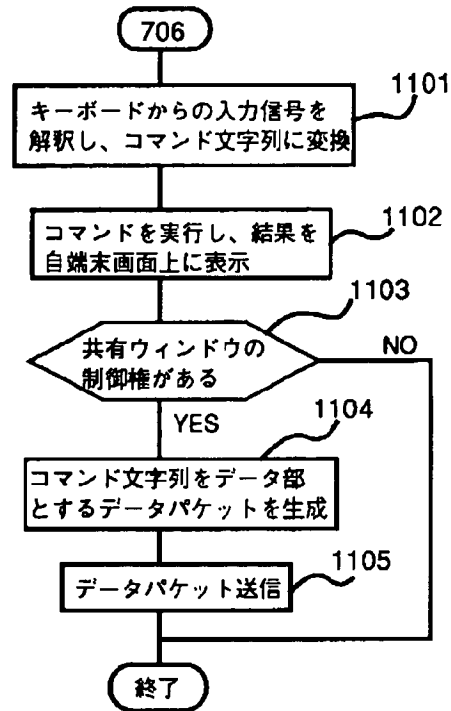 706
キーボードからの入力信号を
解釈し、コマンド文字列に変換
1101
コマンドを実行し、結果を
自端末画面上に表示
1102
共有ウィンドウの
制御権がある
1103
NO
YES
1104
コマンド文字列をデータ部
とするデータパケットを生成
データパケット送信
1105
終了